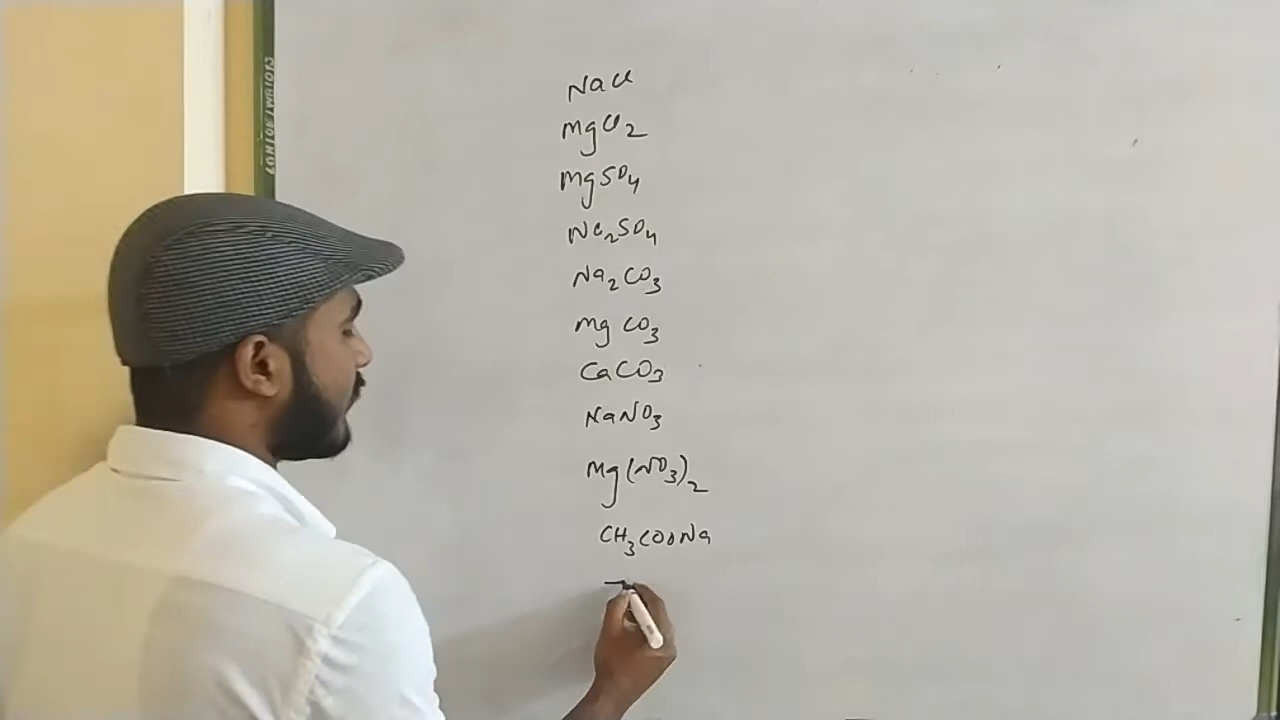 NaCl
MgCl2
MgSO4
Na2SO4
Na2CO3
MgCO3
CaCO3
NaNO3
Mg(NO3)2
CH3COONa